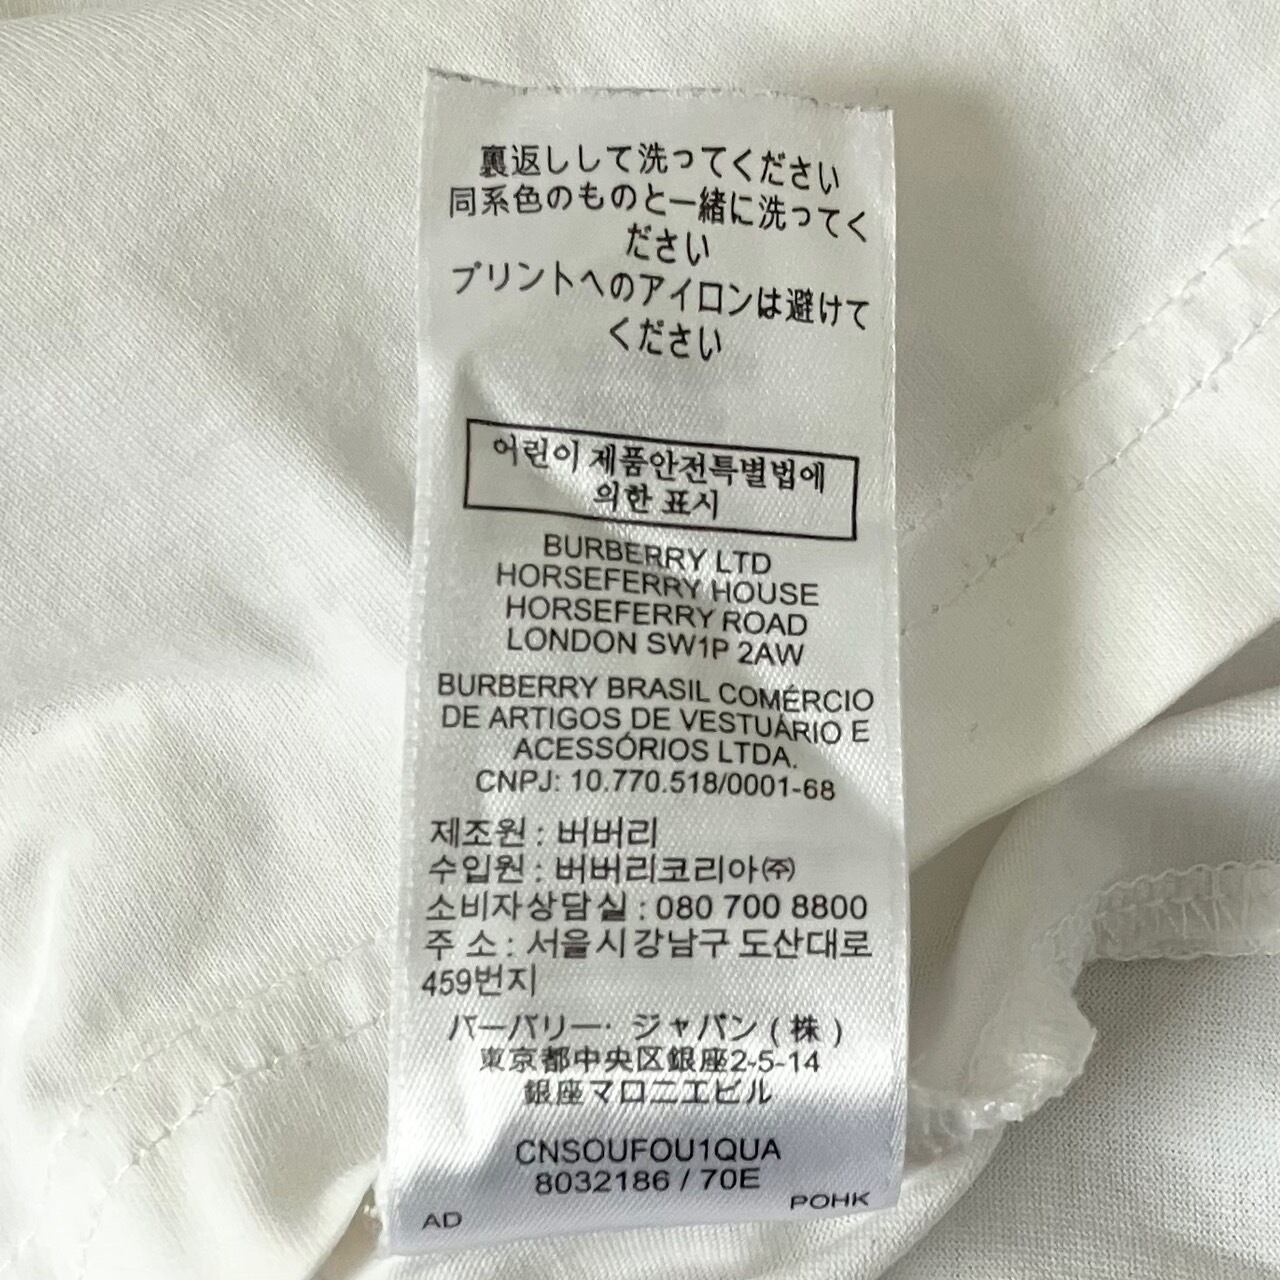 裏返しして洗ってください
同系色のものと一緒に洗ってく
ださい
プリントへのアイロンは避けて
ください
어린이 제품안전특별법에
의한 표시
BURBERRY LTD
HORSEFERRY HOUSE
HORSEFERRY ROAD
LONDON SW1P 2AW
BURBERRY BRASIL COMÉRCIO
DE ARTIGOS DE VESTUÁRIO E
ACESSÓRIOS LTDA.
CNPJ: 10.770.518/0001-68
제조원 : 버버리
수입원 : 버버리코리아㈜
소비자상담실 : 080 700 8800
주 소 : 서울시강남구 도산대로
459번지
バーバリー・ジャパン(株)
東京都中央区銀座2-5-14
銀座マロニエビル
CNSOUFOU1QUA
8032186 / 70E
AD POHK